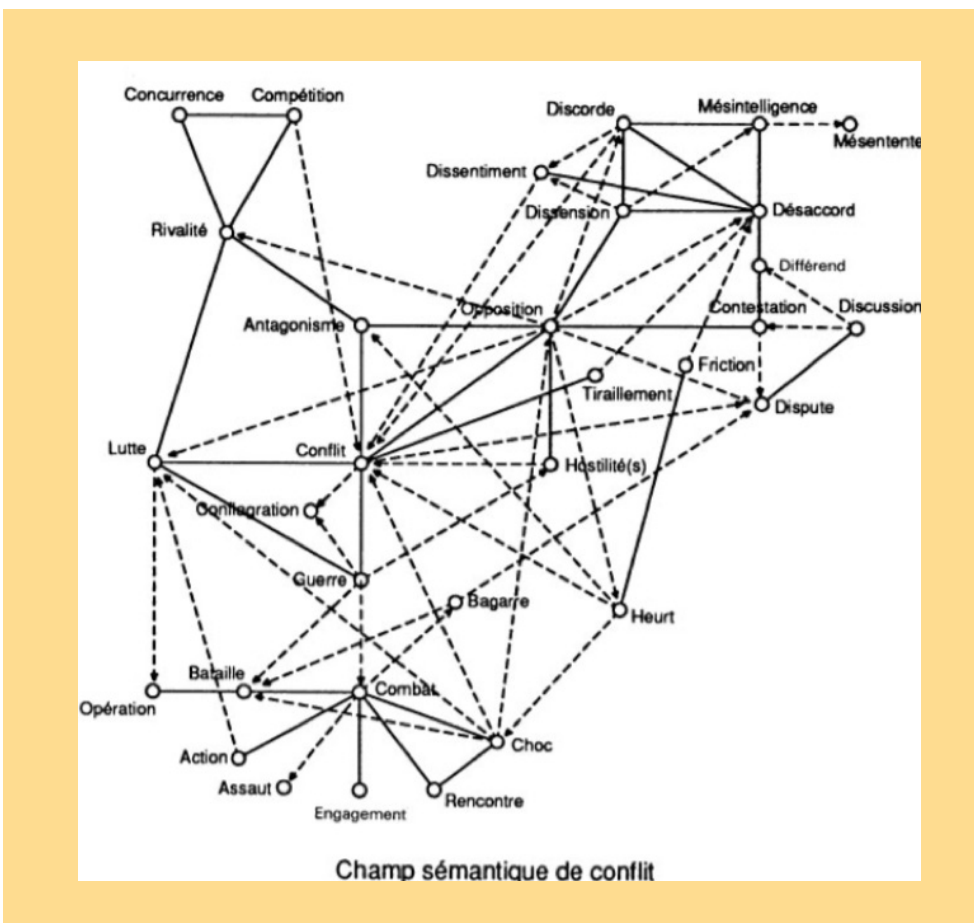 Concurrence Compétition
Discorde Mésintelligence
Mésentente
Dissentiment
Dissension Désaccord
Rivalité
Différend
Opposition Contestation Discussion
Antagonisme
Friction
Tiraillement
Dispute
Lutte Conflit
Hostilité(s)
Conflagration
Guerre
Bagarre
Heurt
Bataille
Combat
Opération
Choc
Action
Assaut
Rencontre
Engagement
Champ sémantique de conflit